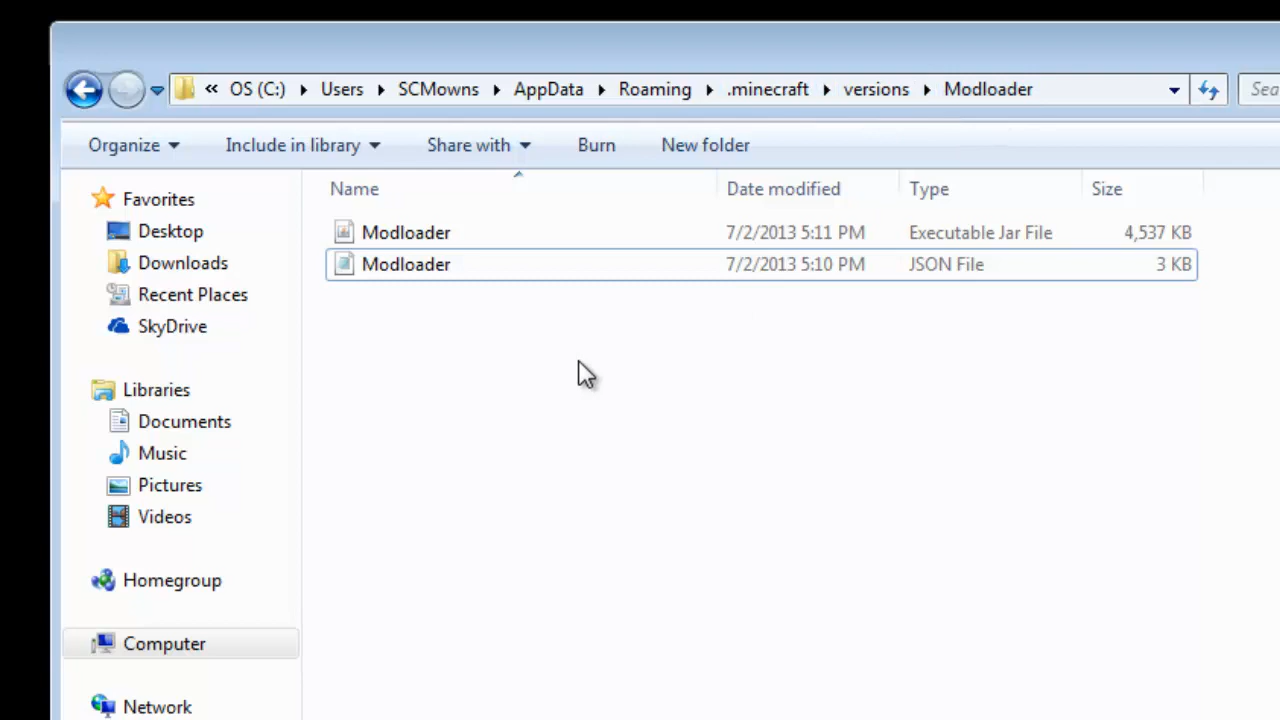 « OS (C:) Users SCMowns AppData Roaming .minecraft versions Modloader Sea
Organize Include in library Share with Burn New folder
Name Date modified Type Size
Modloader 7/2/2013 5:11 PM Executable Jar File 4,537 KB
Modloader 7/2/2013 5:10 PM JSON File 3 KB
Favorites
Desktop
Downloads
Recent Places
SkyDrive
Libraries
Documents
Music
Pictures
Videos
Homegroup
Computer
Network